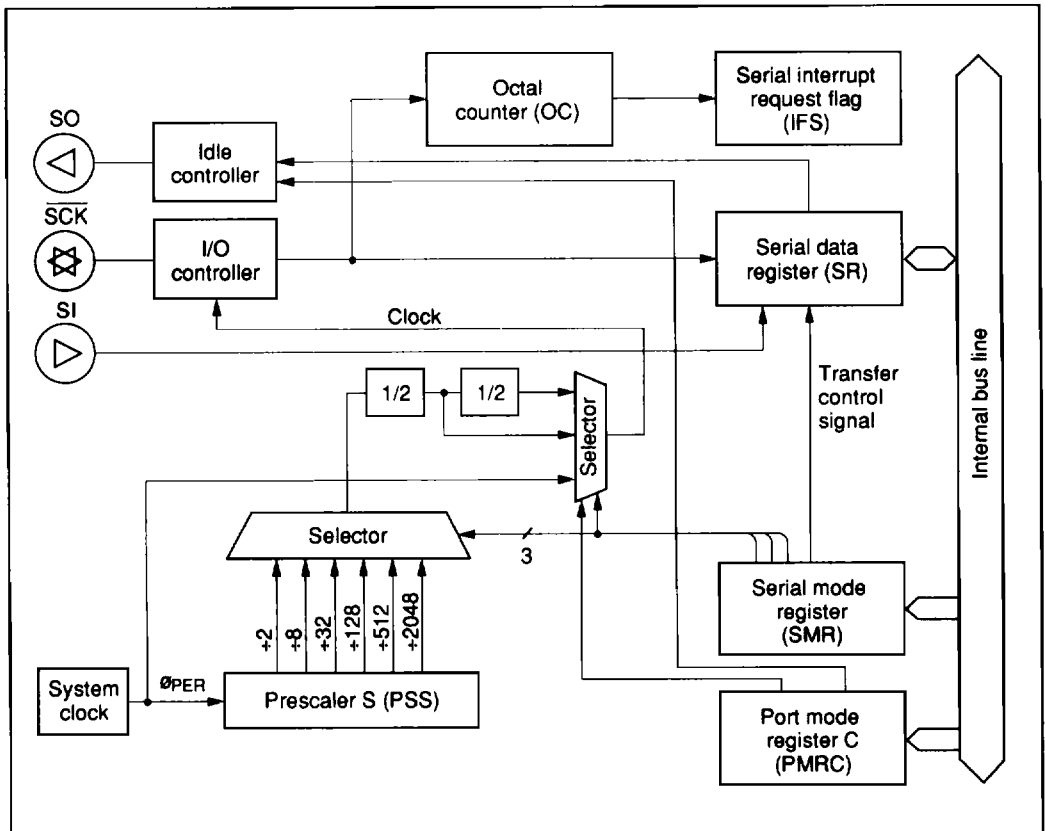 Octal
counter (OC)
Serial interrupt
request flag
(IFS)
SO
Idle
controller
SCK
I/O
controller
Serial data
register (SR)
SI
Clock
Transfer
control
signal
Internal bus line
1/2
1/2
Selector
Selector
3
÷2
÷8
÷32
÷128
÷512
÷2048
Serial mode
register
(SMR)
System
clock
øPER
Prescaler S (PSS)
Port mode
register C
(PMRC)